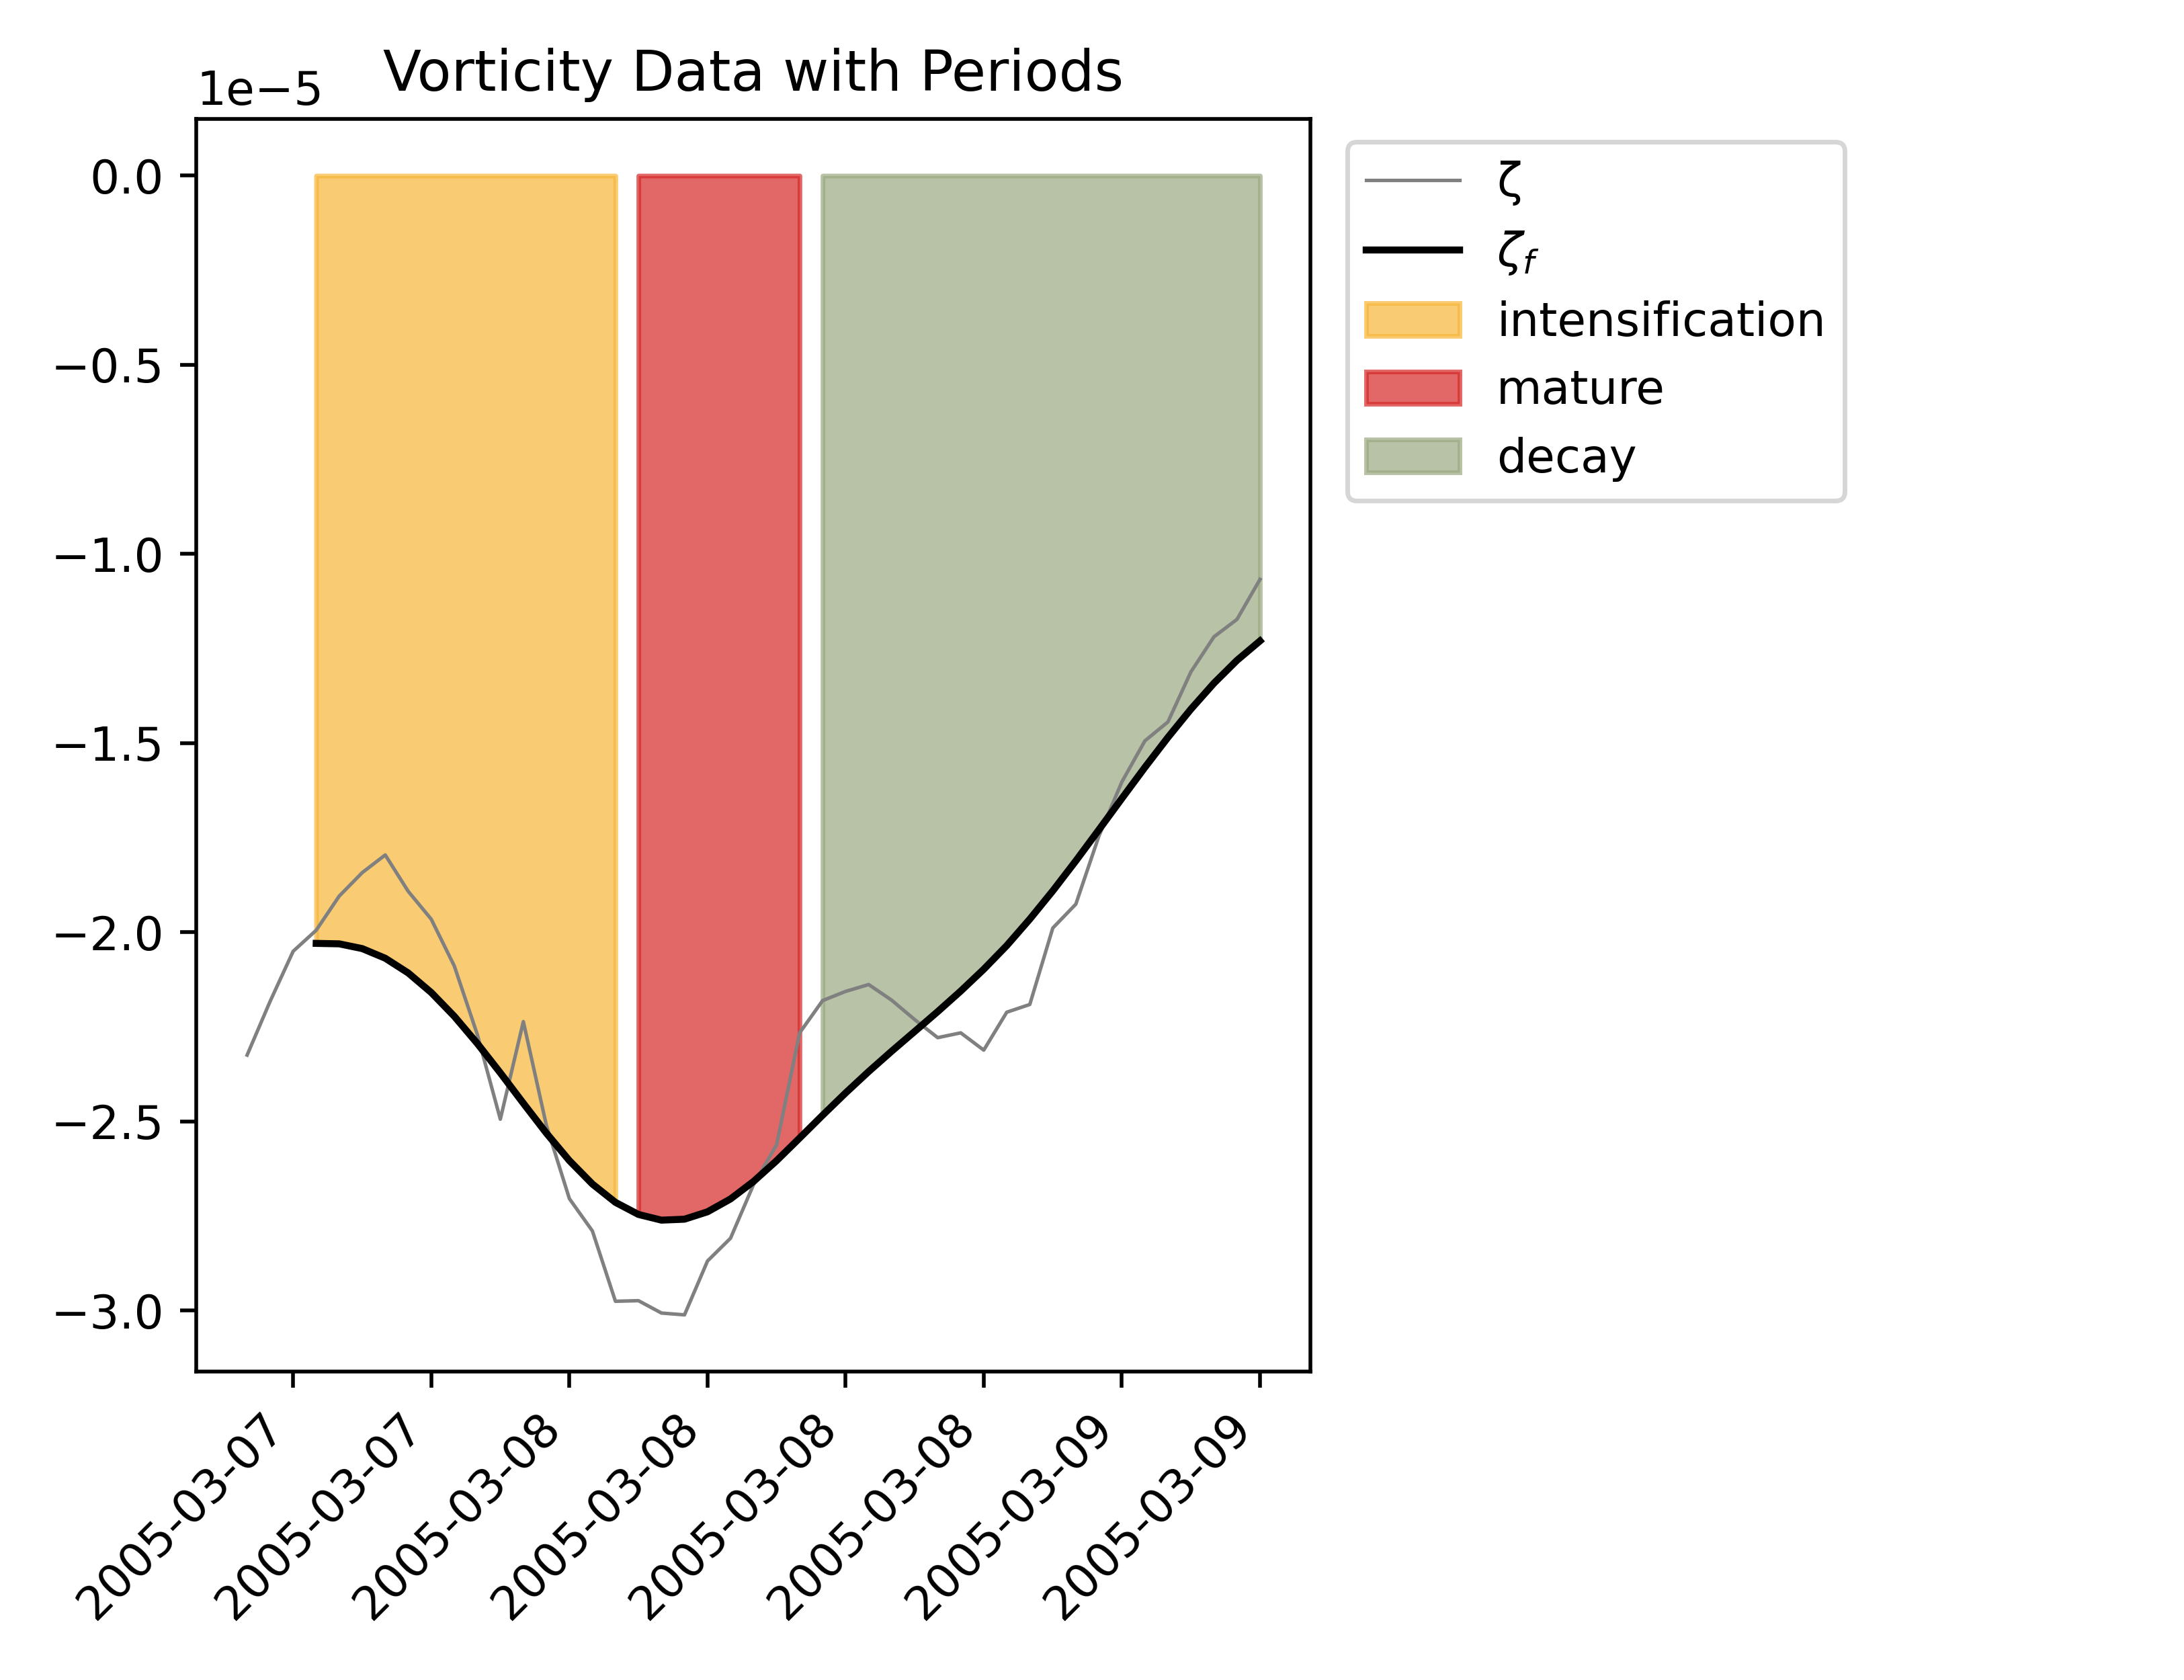 Vorticity Data with Periods
1e−5
0.0
−0.5
−1.0
−1.5
−2.0
−2.5
−3.0
2005-03-07
2005-03-07
2005-03-08
2005-03-08
2005-03-08
2005-03-08
2005-03-09
2005-03-09
ζ
ζf
intensification
mature
decay